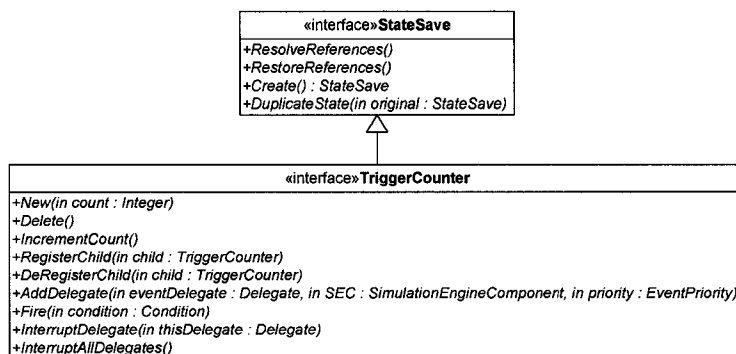 «interface»StateSave
+ResolveReferences()
+RestoreReferences()
+Create() : StateSave
+DuplicateState(in original : StateSave)
«interface»TriggerCounter
+New(in count : Integer)
+Delete()
+IncrementCount()
+RegisterChild(in child : TriggerCounter)
+DeRegisterChild(in child : TriggerCounter)
+AddDelegate(in eventDelegate : Delegate, in SEC : SimulationEngineComponent, in priority : EventPriority)
+Fire(in condition : Condition)
+InterruptDelegate(in thisDelegate : Delegate)
+InterruptAllDelegates()